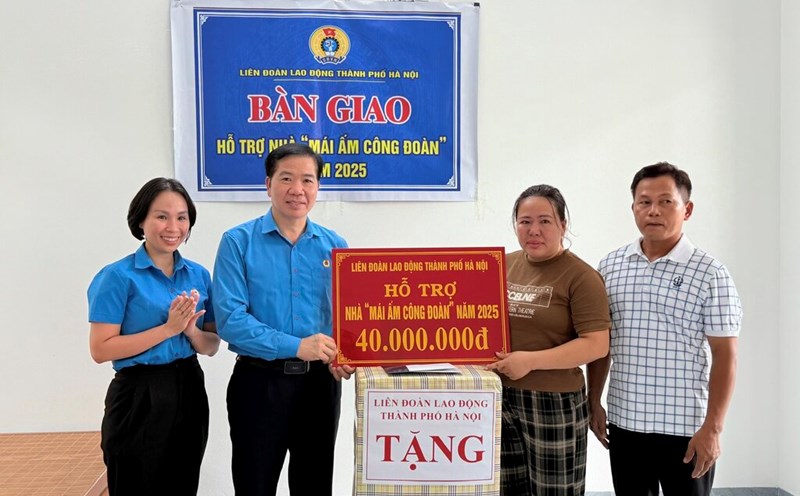 LIÊN ĐOÀN LAO ĐỘNG THÀNH PHỐ HÀ NỘI
BÀN GIAO
HỖ TRỢ NHÀ "MÁI ẤM CÔNG ĐOÀN"
NĂM 2025
LIÊN ĐOÀN LAO ĐỘNG THÀNH PHỐ HÀ NỘI
HỖ TRỢ
NHÀ "MÁI ẤM CÔNG ĐOÀN" NĂM 2025
40.000.000đ
LIÊN ĐOÀN LAO ĐỘNG
THÀNH PHỐ HÀ NỘI
TẶNG